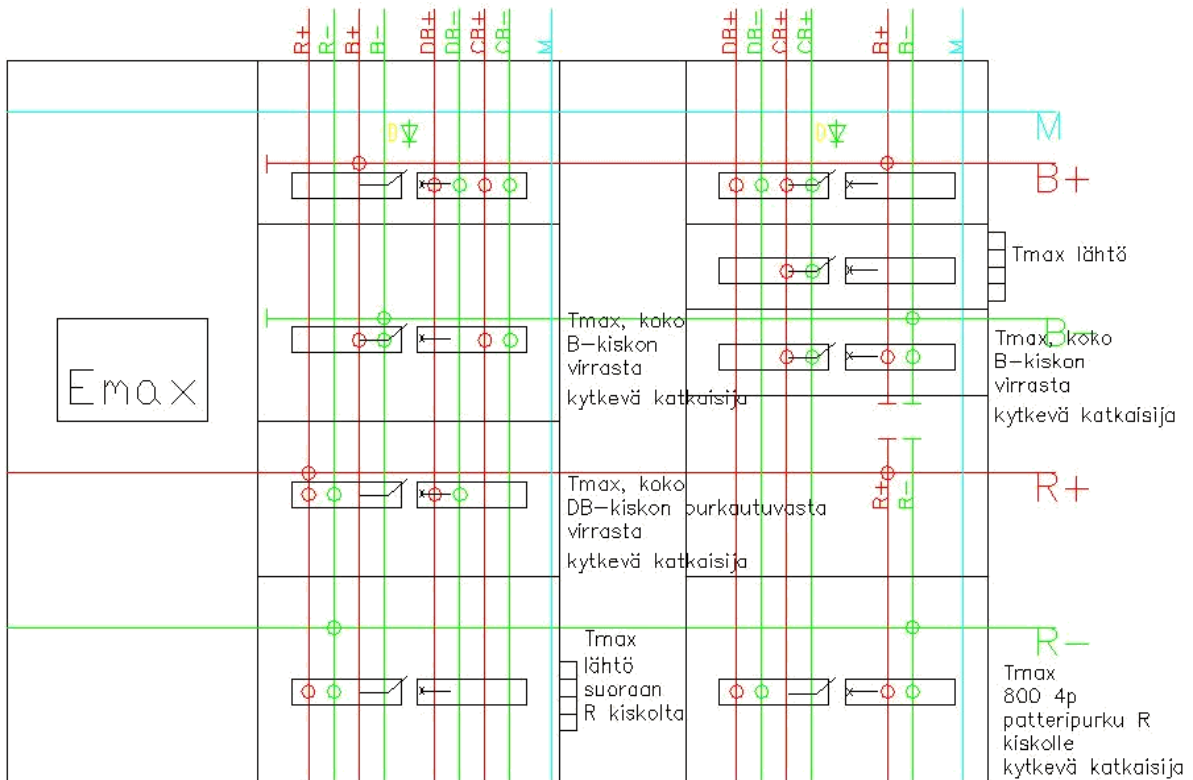 R+
R-
B+
B-
DB+
DB-
CB+
CB-
M
DB+
DB-
CB+
CB+
B+
B-
M
M
D
D
B+
Tmax lähtö
B-
Tmax, koko
B-kiskon
virrasta
kytkevä katkaisija
Tmax, koko
B-kiskon
virrasta
kytkevä katkaisija
Emax
R+
R-
R+
Tmax, koko
DB-kiskon purkautuvasta
virrasta
kytkevä katkaisija
R-
Tmax
lähtö
suoraan
R kiskolta
Tmax
800 4p
patteripurku R
kiskolle
kytkevä katkaisija